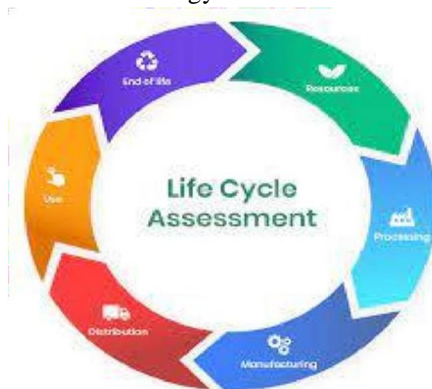 End of life
Resources
Use
Life Cycle
Assessment
Processing
Distribution
Manufacturing